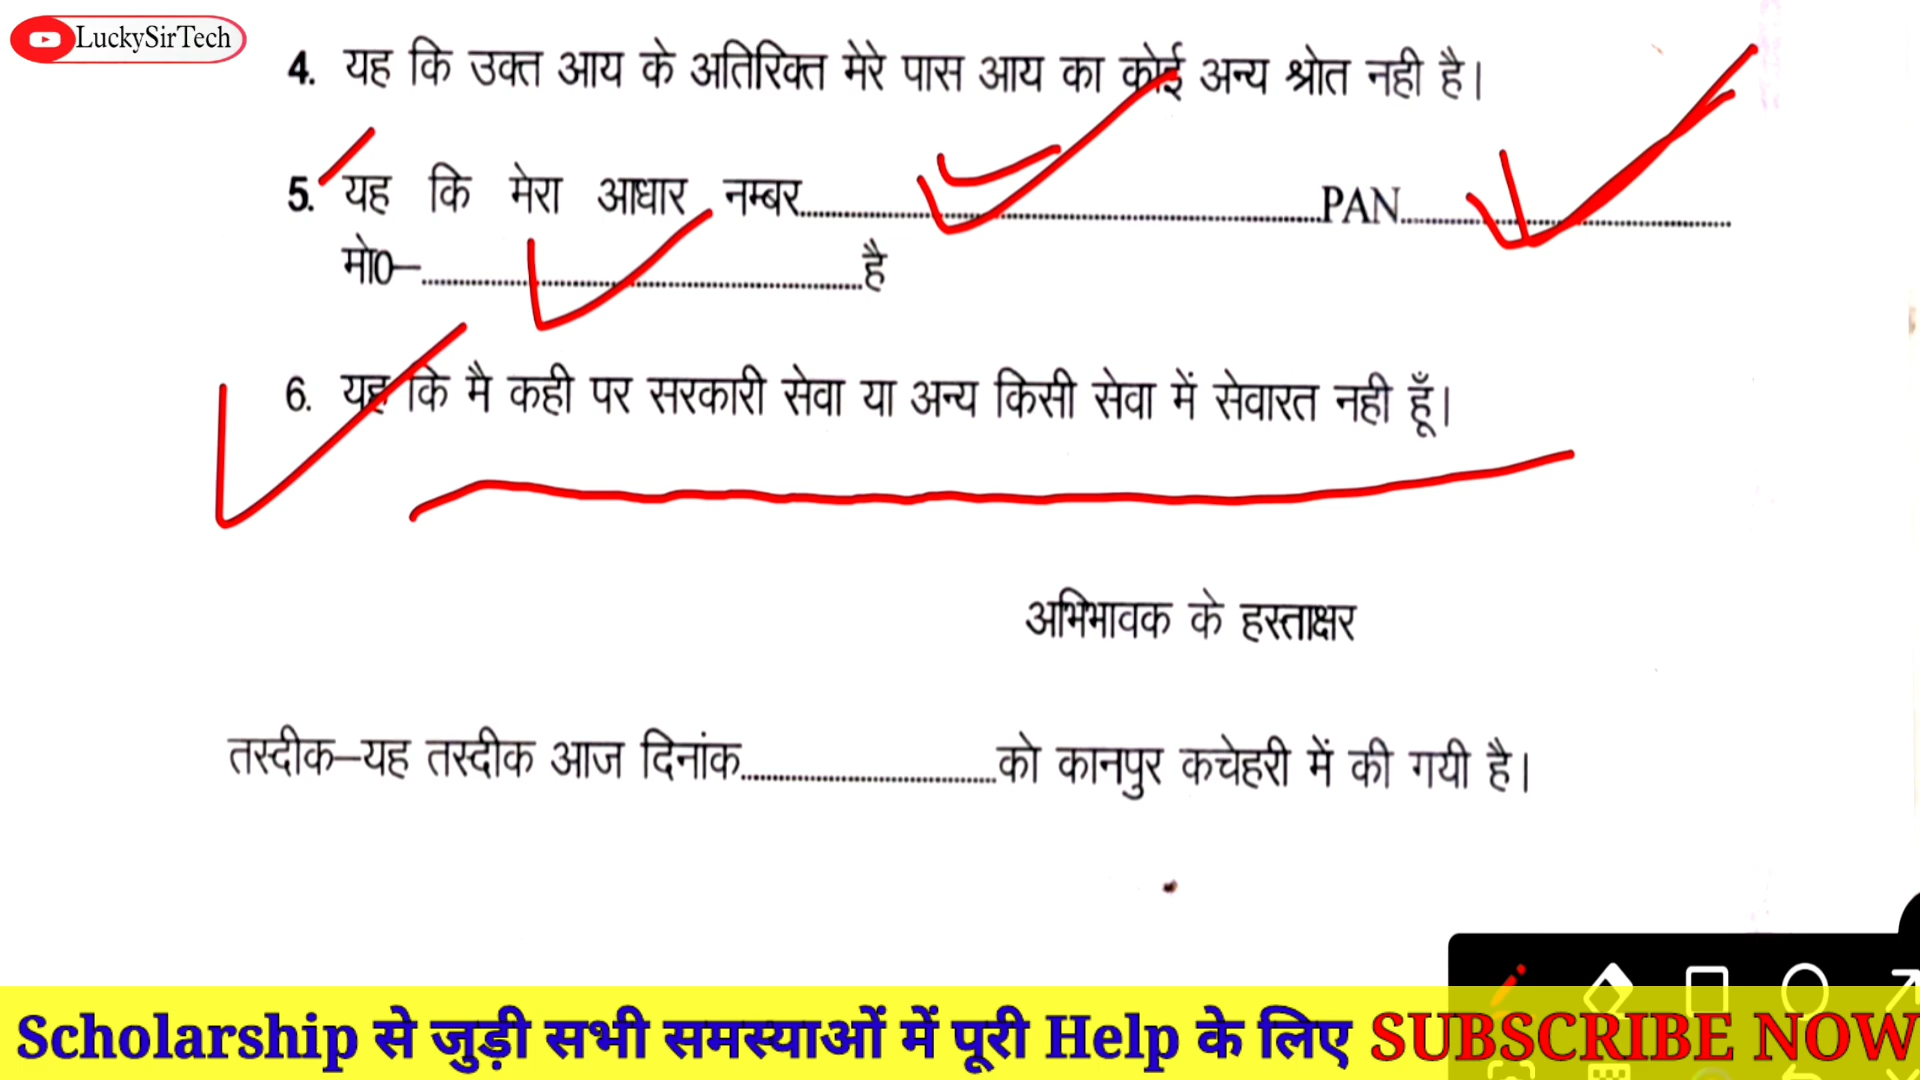 LuckySirTech
4. यह कि उक्त आय के अतिरिक्त मेरे पास आय का कोई अन्य श्रोत नही है।
5. यह कि मेरा आधार नम्बर....................PAN....................
मो0–....................है
6. यह कि मै कही पर सरकारी सेवा या अन्य किसी सेवा में सेवारत नही हूँ।
अभिभावक के हस्ताक्षर
तस्दीक–यह तस्दीक आज दिनांक....................को कानपुर कचेहरी में की गयी है।
Scholarship से जुड़ी सभी समस्याओं में पूरी Help के लिए SUBSCRIBE NOW